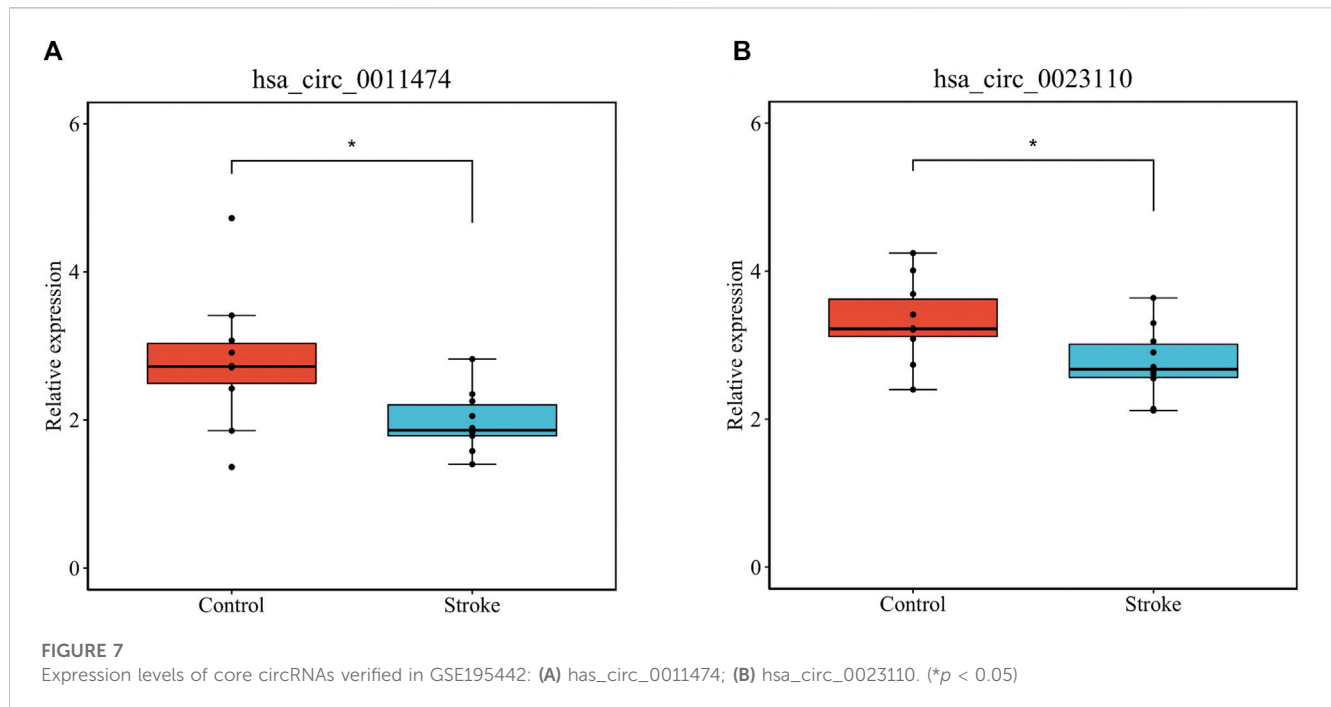 A
hsa_circ_0011474
*
6
4
2
0
Relative expression
Control
Stroke
B
hsa_circ_0023110
*
6
4
2
0
Relative expression
Control
Stroke
FIGURE 7
Expression levels of core circRNAs verified in GSE195442: (A) has_circ_0011474; (B) hsa_circ_0023110. (*p < 0.05)